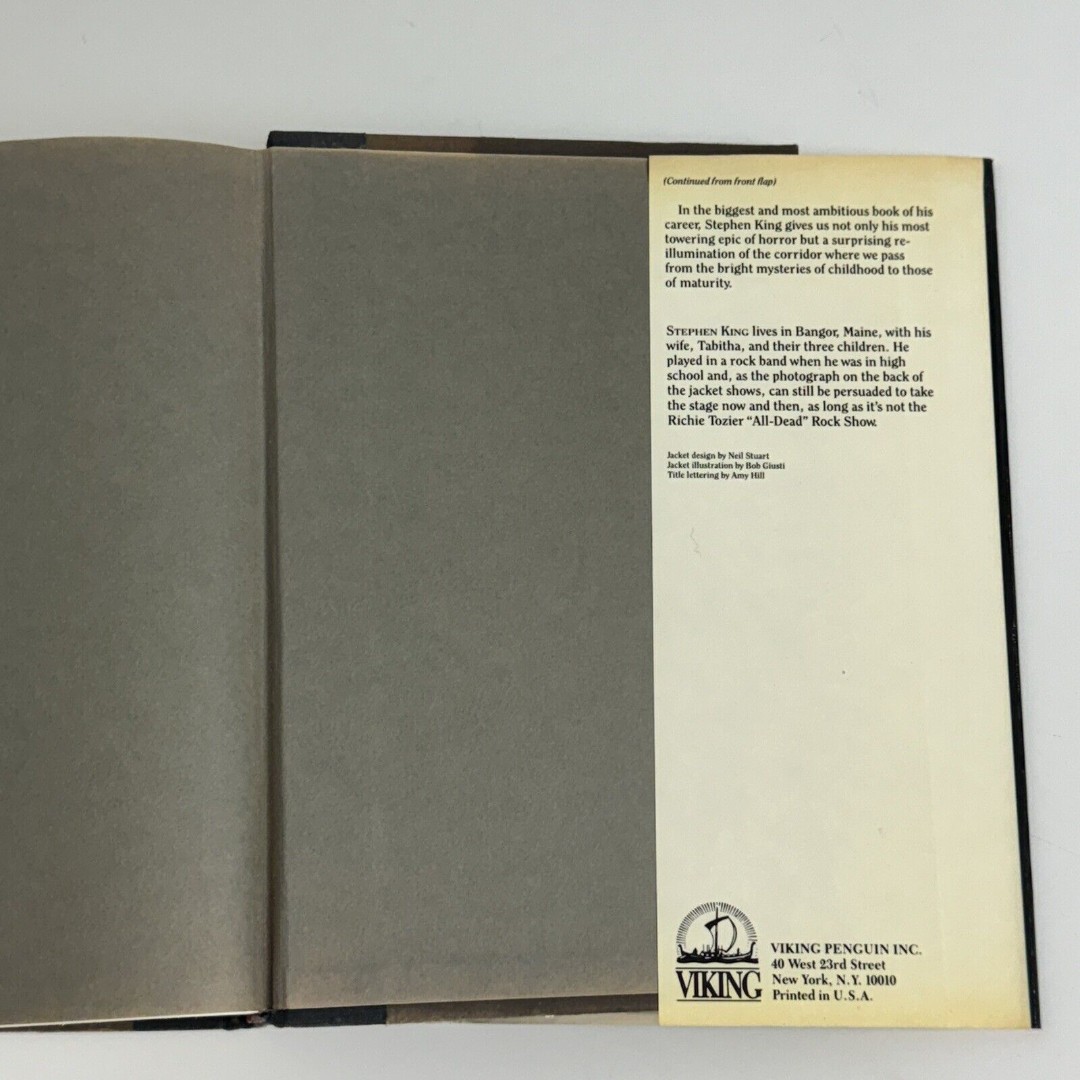 (Continued from front flap)
In the biggest and most ambitious book of his
career, Stephen King gives us not only his most
towering epic of horror but a surprising re-
illumination of the corridor where we pass
from the bright mysteries of childhood to those
of maturity.
STEPHEN KING lives in Bangor, Maine, with his
wife, Tabitha, and their three children. He
played in a rock band when he was in high
school and, as the photograph on the back of
the jacket shows, can still be persuaded to take
the stage now and then, as long as it's not the
Richie Tozier “All-Dead” Rock Show.
Jacket design by Neil Stuart
Jacket illustration by Bob Giusti
Title lettering by Amy Hill
VIKING
VIKING PENGUIN INC.
40 West 23rd Street
New York, N.Y. 10010
Printed in U.S.A.